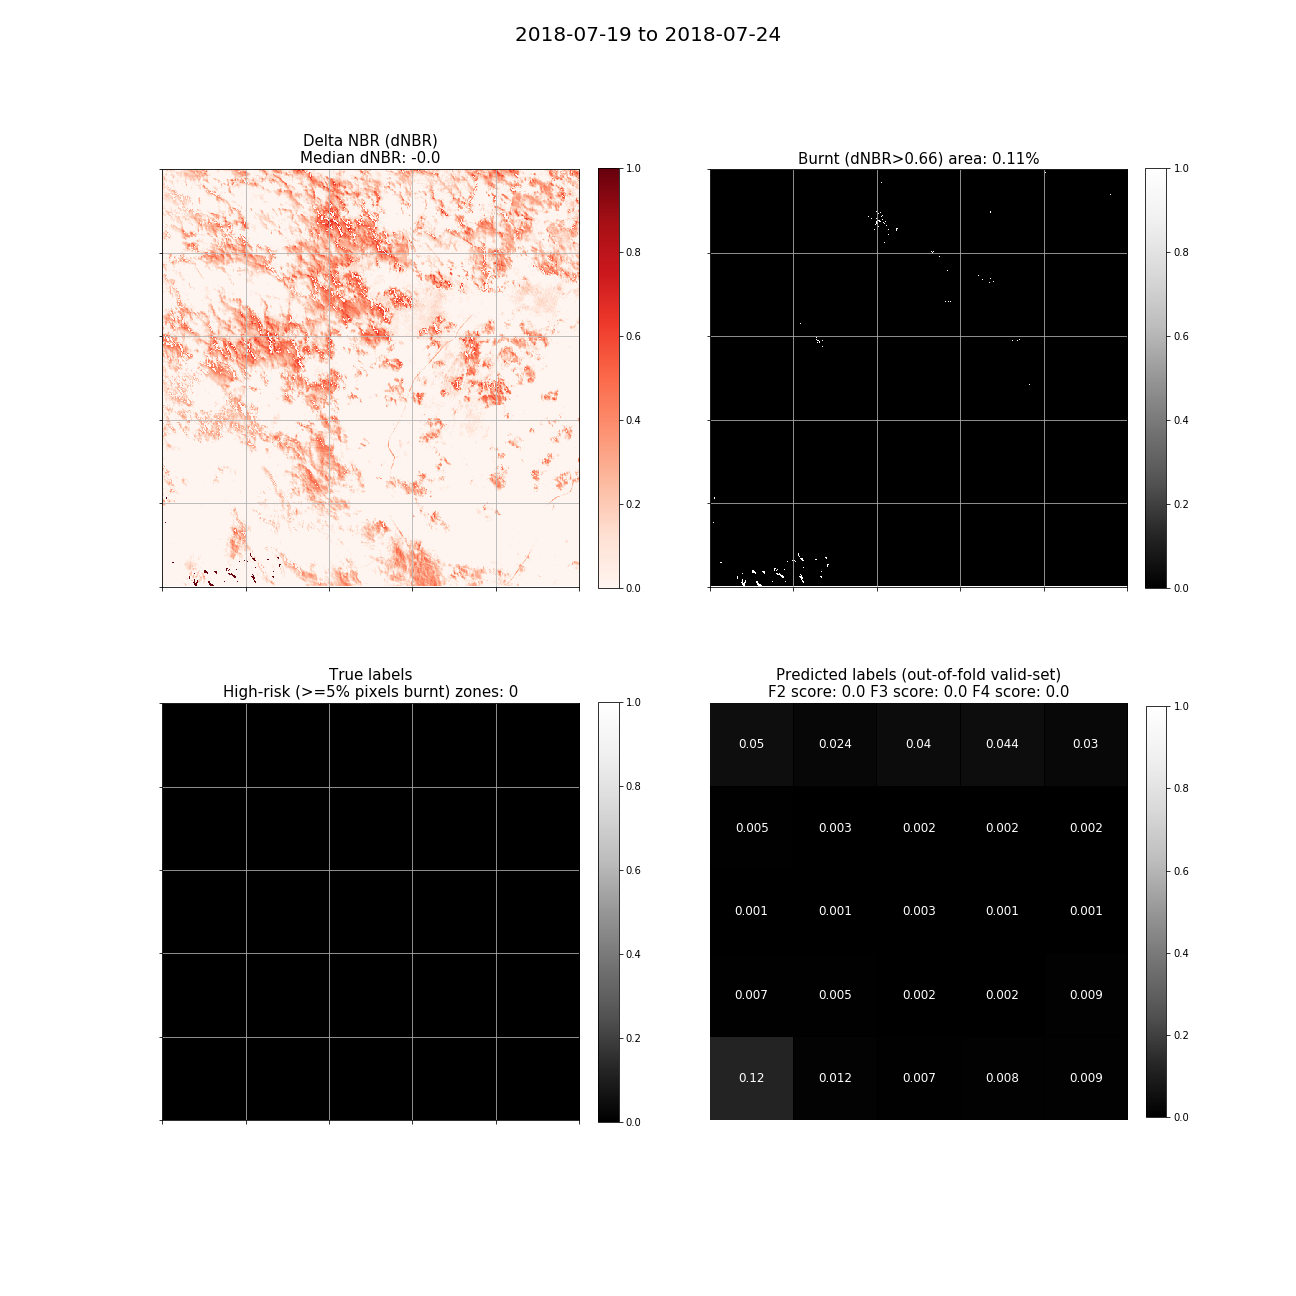 2018-07-19 to 2018-07-24
Delta NBR (dNBR)
Median dNBR: -0.0
1.0
0.8
0.6
0.4
0.2
0.0
Burnt (dNBR>0.66) area: 0.11%
1.0
0.8
0.6
0.4
0.2
0.0
True labels
High-risk (>=5% pixels burnt) zones: 0
1.0
0.8
0.6
0.4
0.2
0.0
Predicted labels (out-of-fold valid-set)
F2 score: 0.0 F3 score: 0.0 F4 score: 0.0
0.05 0.024 0.04 0.044 0.03
0.005 0.003 0.002 0.002 0.002
0.001 0.001 0.003 0.001 0.001
0.007 0.005 0.002 0.002 0.009
0.12 0.012 0.007 0.008 0.009
1.0
0.8
0.6
0.4
0.2
0.0